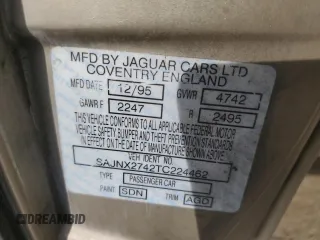 MFD BY JAGUAR CARS LTD
COVENTRY ENGLAND
MFD DATE 12/95 GVWR 4742
GAWR F 2247 R 2495
THIS VEHICLE CONFORMS TO ALL APPLICABLE FEDERAL MOTOR
VEHICLE SAFETY, BUMPER AND THEFT PREVENTION STANDARDS
IN EFFECT ON THE DATE OF MANUFACTURE SHOWN ABOVE
VEH IDENT NO.
SAJNX2742TC224462
TYPE PASSENGER CAR
PAINT SDN TRIM AGD
© DREAMBID